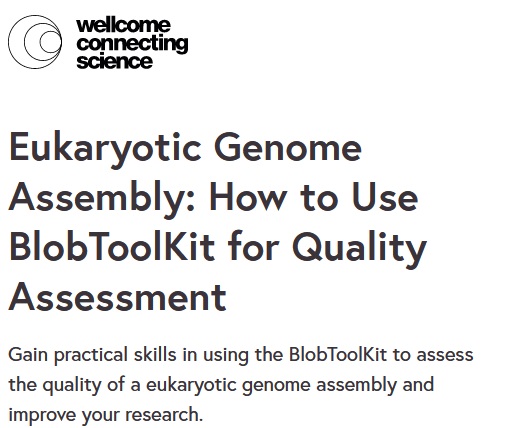 wellcome
connecting
science
Eukaryotic Genome
Assembly: How to Use
BlobToolKit for Quality
Assessment
Gain practical skills in using the BlobToolKit to assess
the quality of a eukaryotic genome assembly and
improve your research.